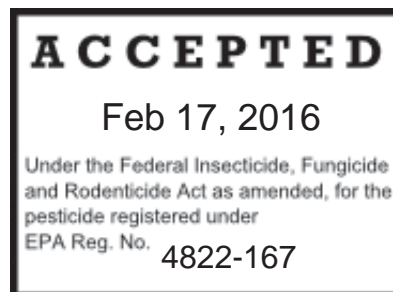 ACCEPTED
Feb 17, 2016
Under the Federal Insecticide, Fungicide
and Rodenticide Act as amended, for the
pesticide registered under
EPA Reg. No. 4822-167